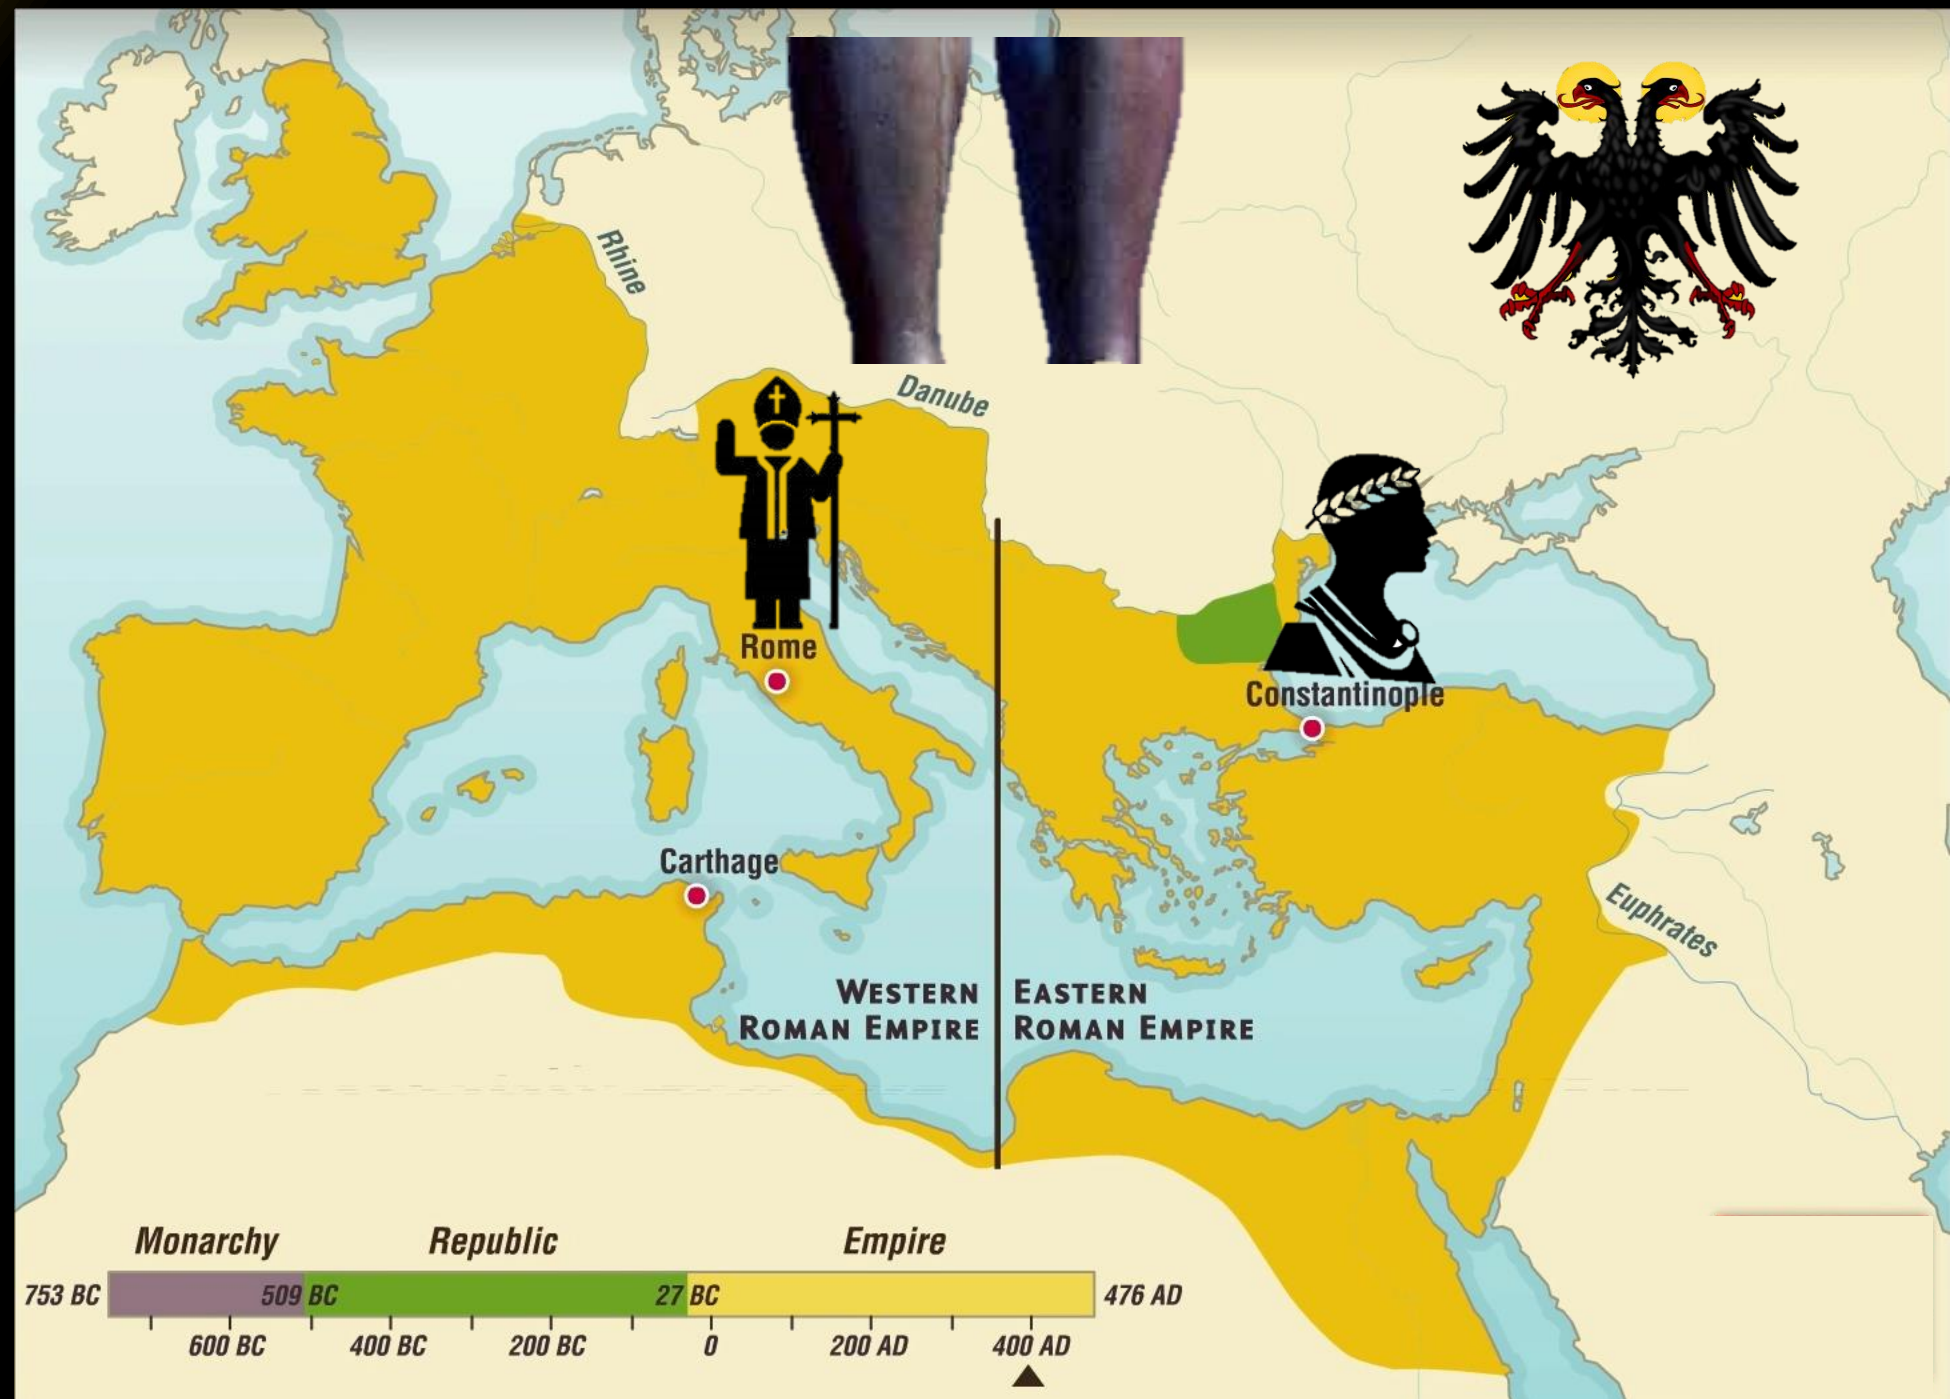 Rhine
Danube
Rome
Constantinople
Carthage
Euphrates
WESTERN
ROMAN EMPIRE
EASTERN
ROMAN EMPIRE
Monarchy
Republic
Empire
753 BC
509 BC
27 BC
476 AD
600 BC
400 BC
200 BC
0
200 AD
400 AD